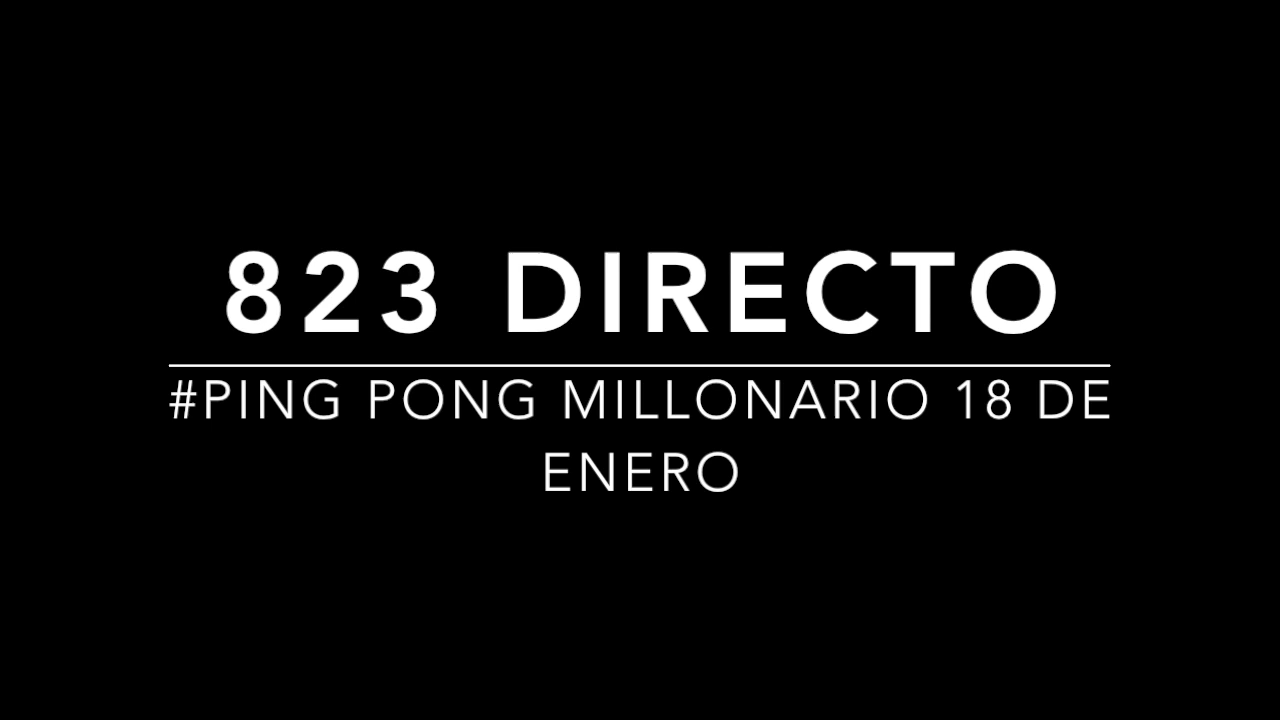 823 DIRECTO
#PING PONG MILLONARIO 18 DE
ENERO